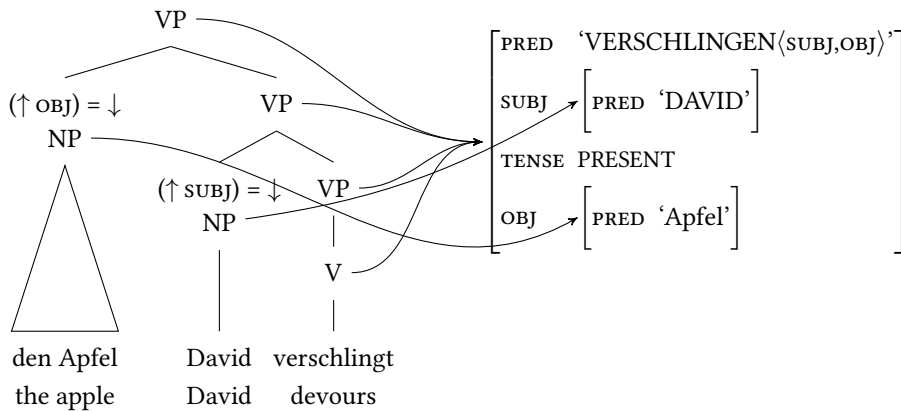 VP
[PRED ‘VERSCHLINGEN⟨SUBJ,OBJ⟩’
(↑ OBJ) = ↓ VP SUBJ [PRED ‘DAVID’]
NP
TENSE PRESENT
(↑ SUBJ) = ↓ VP
NP OBJ [PRED ‘Apfel’]]
V
den Apfel David verschlingt
the apple David devours